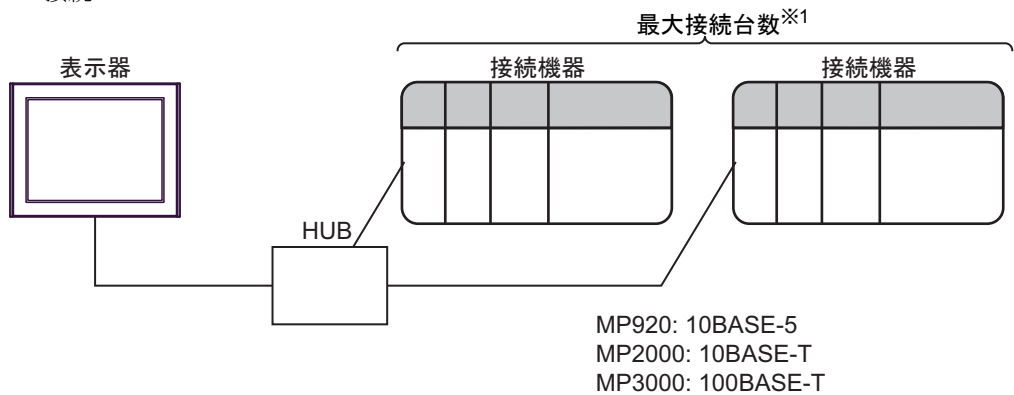 最大接続台数※1
表示器
接続機器
接続機器
HUB
MP920: 10BASE-5
MP2000: 10BASE-T
MP3000: 100BASE-T